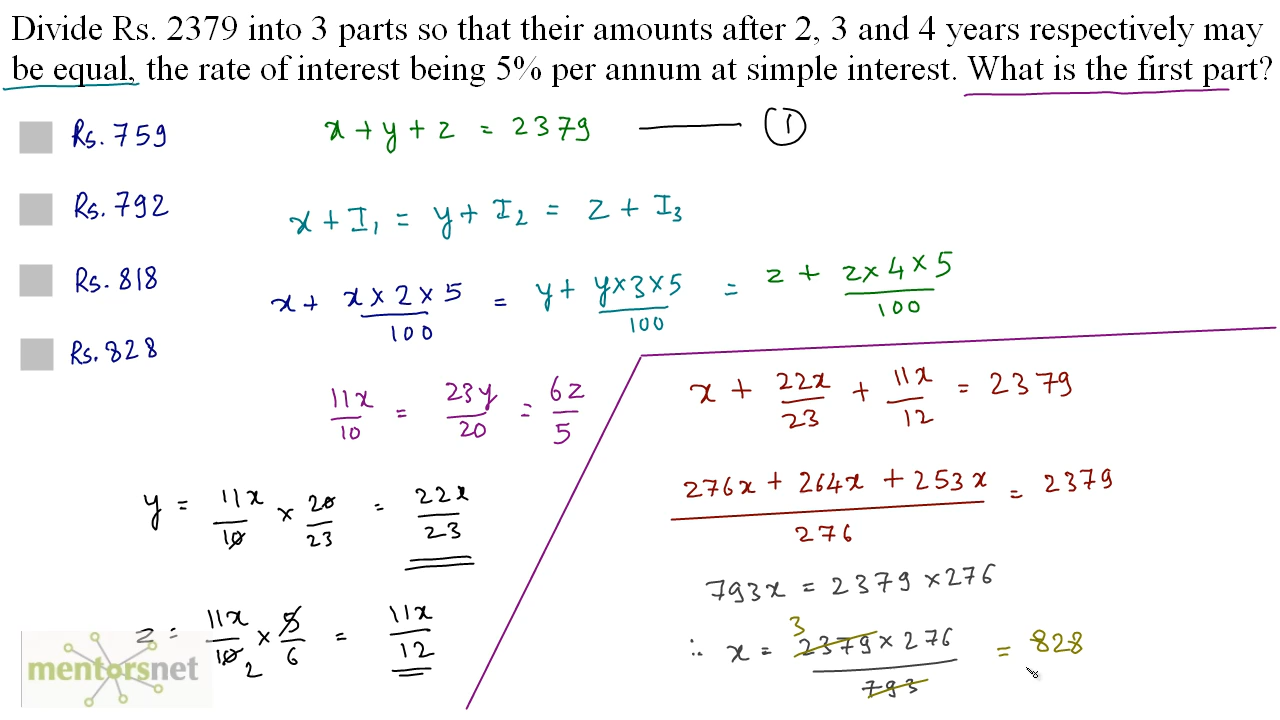 Divide Rs. 2379 into 3 parts so that their amounts after 2, 3 and 4 years respectively may
be equal, the rate of interest being 5% per annum at simple interest. What is the first part?
Rs. 759
x + y + z = 2379 ——— ①
Rs. 792
x + I₁ = y + I₂ = z + I₃
Rs. 818
x + x × 2 × 5 / 100 = y + y × 3 × 5 / 100 = z + z × 4 × 5 / 100
Rs. 828
11x / 10 = 23y / 20 = 6z / 5
y = 11x / 10 × 20 / 23 = 22x / 23
z = 11x / 10 2 × 5 / 6 = 11x / 12
x + 22x / 23 + 11x / 12 = 2379
276x + 264x + 253x / 276 = 2379
793x = 2379 × 276
∴ x = 3 2379 × 276 / 793 = 828
mentorsnet